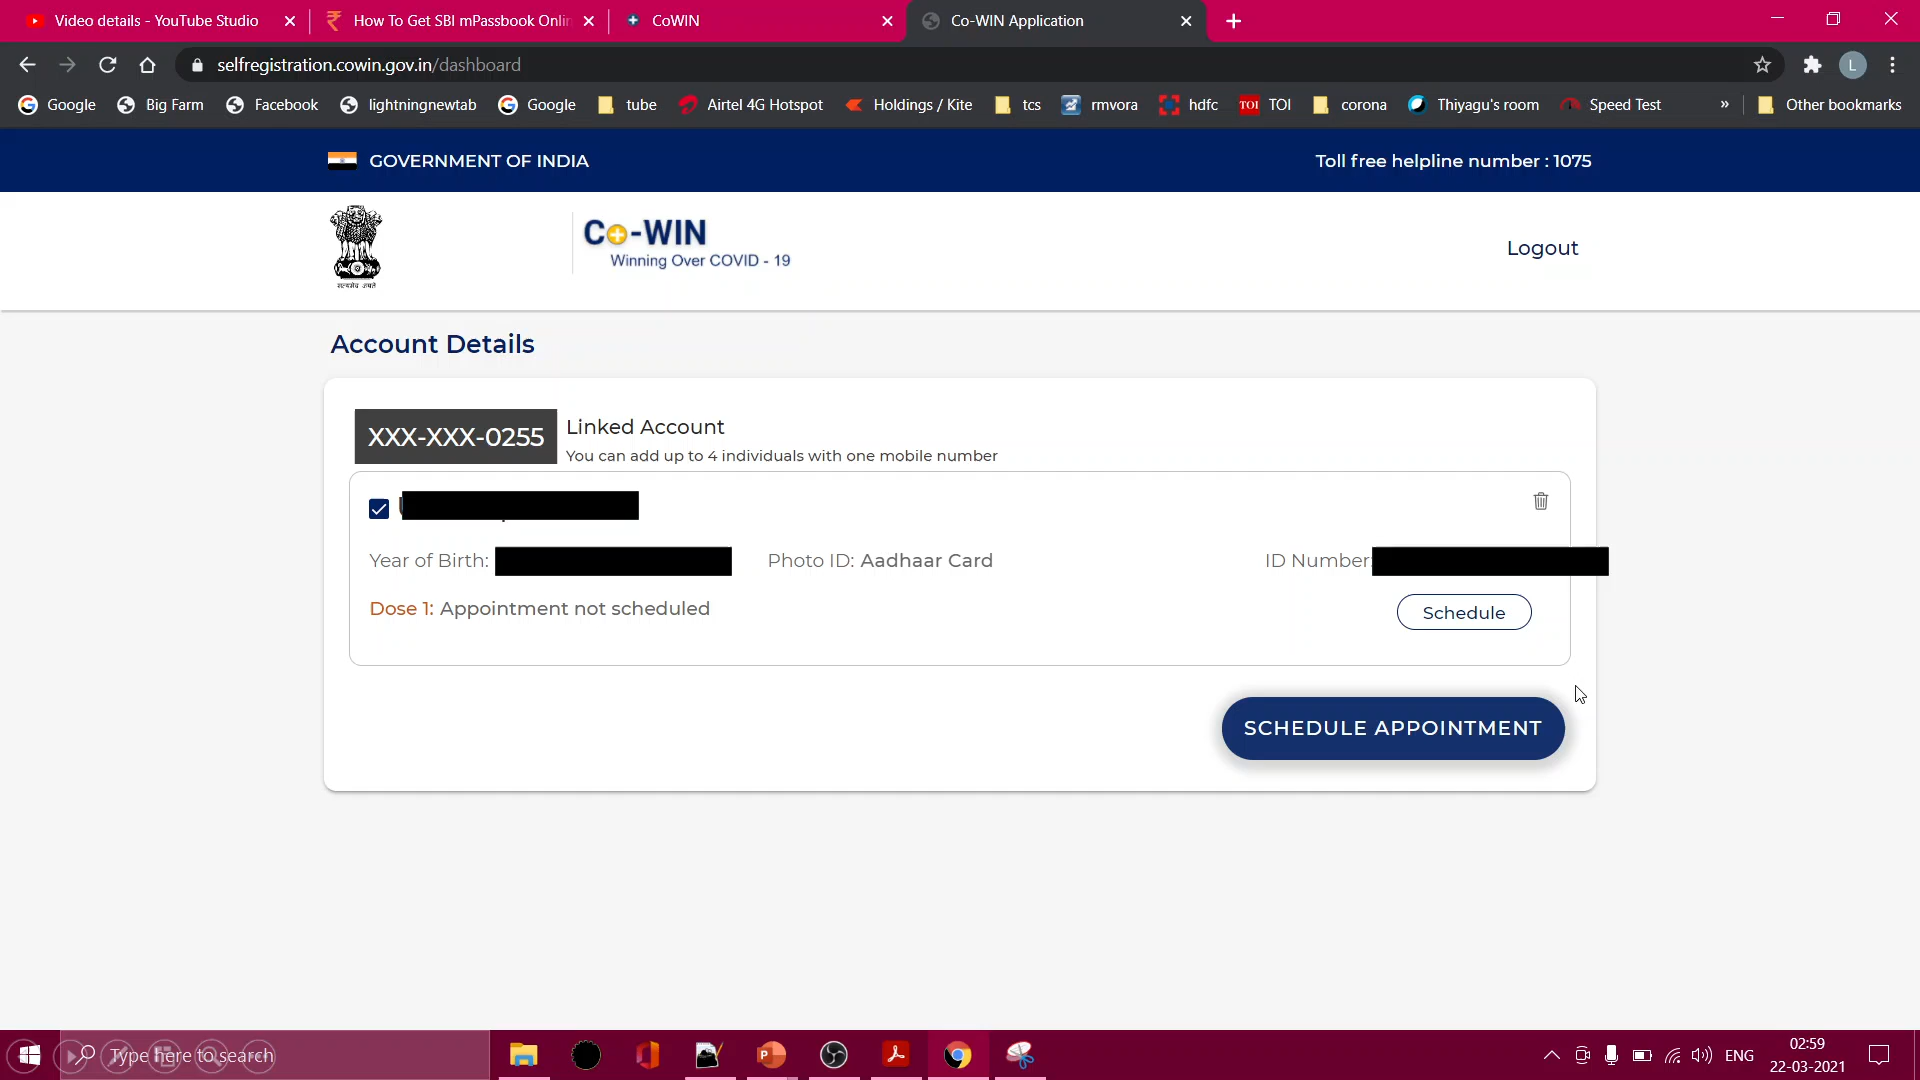 Video details - YouTube Studio
How To Get SBI mPassbook Onlin
CoWIN
Co-WIN Application
selfregistration.cowin.gov.in/dashboard
L
Google
Big Farm
Facebook
lightningnewtab
Google
tube
Airtel 4G Hotspot
Holdings / Kite
tcs
rmvora
hdfc
TOI TOI
corona
Thiyagu's room
Speed Test
»
Other bookmarks
GOVERNMENT OF INDIA
Toll free helpline number : 1075
Co-WIN
Winning Over COVID - 19
सत्यमेव जयते
Logout
Account Details
XXX-XXX-0255
Linked Account
You can add up to 4 individuals with one mobile number
Year of Birth:
Photo ID: Aadhaar Card
ID Number:
Dose 1: Appointment not scheduled
Schedule
SCHEDULE APPOINTMENT
Type here to search
ENG
02:59
22-03-2021